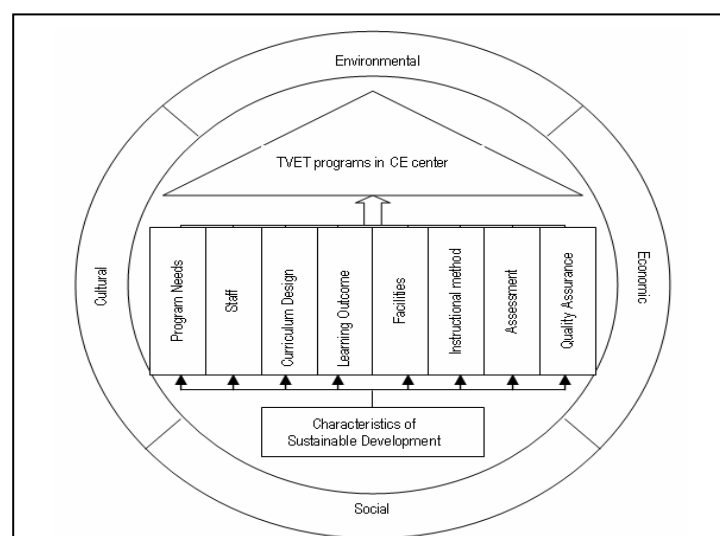 Environmental
TVET programs in CE center
Cultural
Economic
Program Needs
Staff
Curriculum Design
Learning Outcome
Facilities
Instructional method
Assessment
Quality Assurance
Characteristics of
Sustainable Development
Social